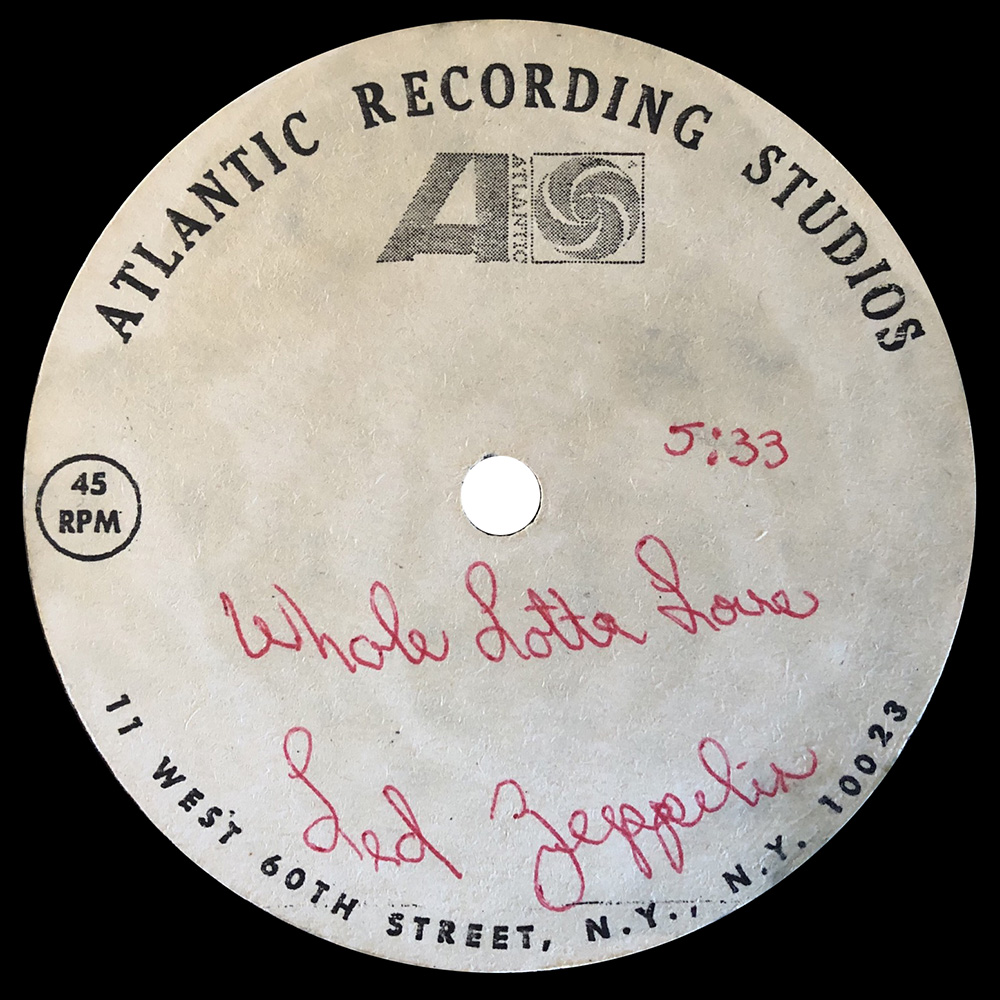 ATLANTIC RECORDING STUDIOS
A ATLANTIC
5:33
45
RPM
Whole Lotta Love
Led Zeppelin
11 WEST 60TH STREET, N.Y., N.Y. 10023